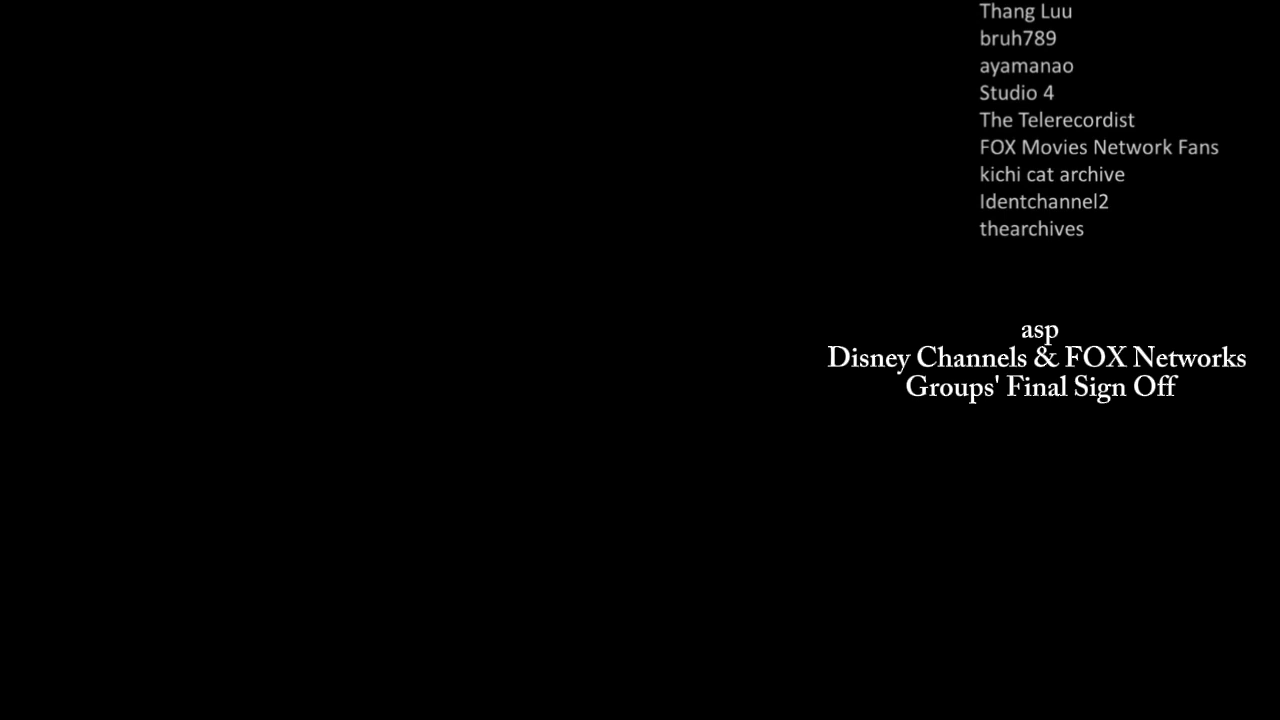 Thang Luu
bruh789
ayamanao
Studio 4
The Telerecordist
FOX Movies Network Fans
kichi cat archive
Identchannel2
thearchives
asp
Disney Channels & FOX Networks
Groups' Final Sign Off